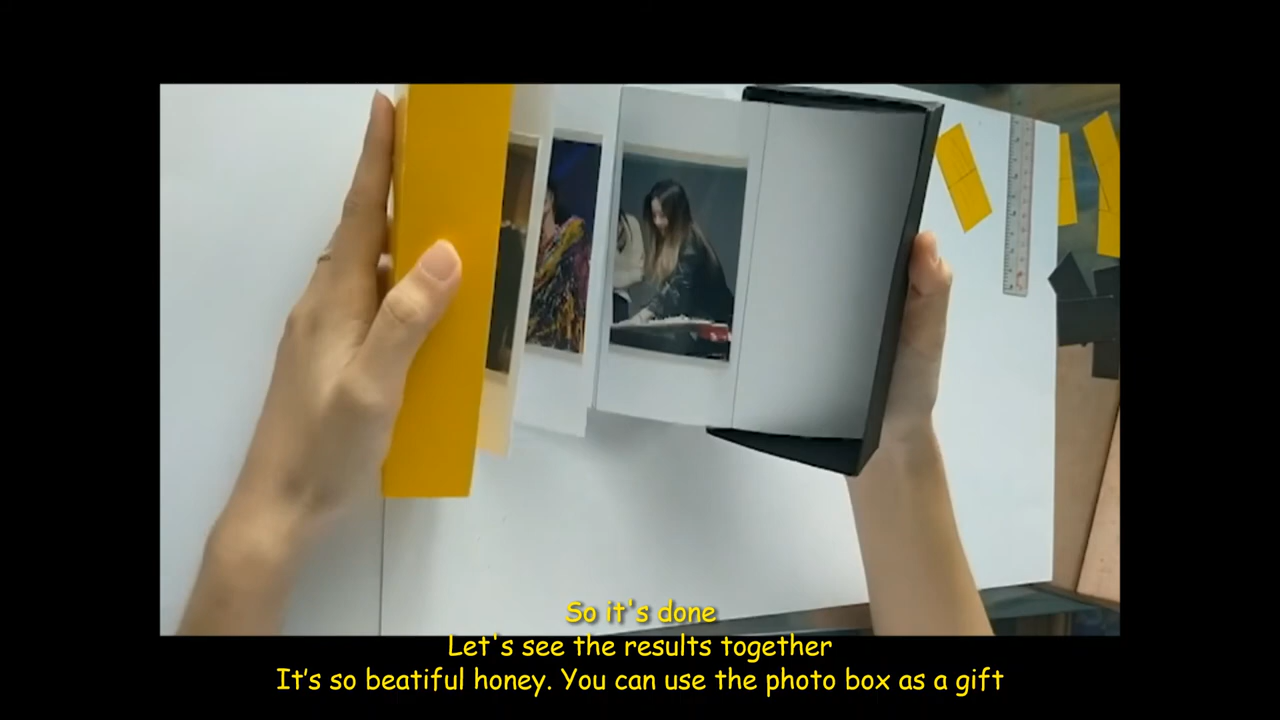 So it's done
Let's see the results together
It's so beatiful honey. You can use the photo box as a gift